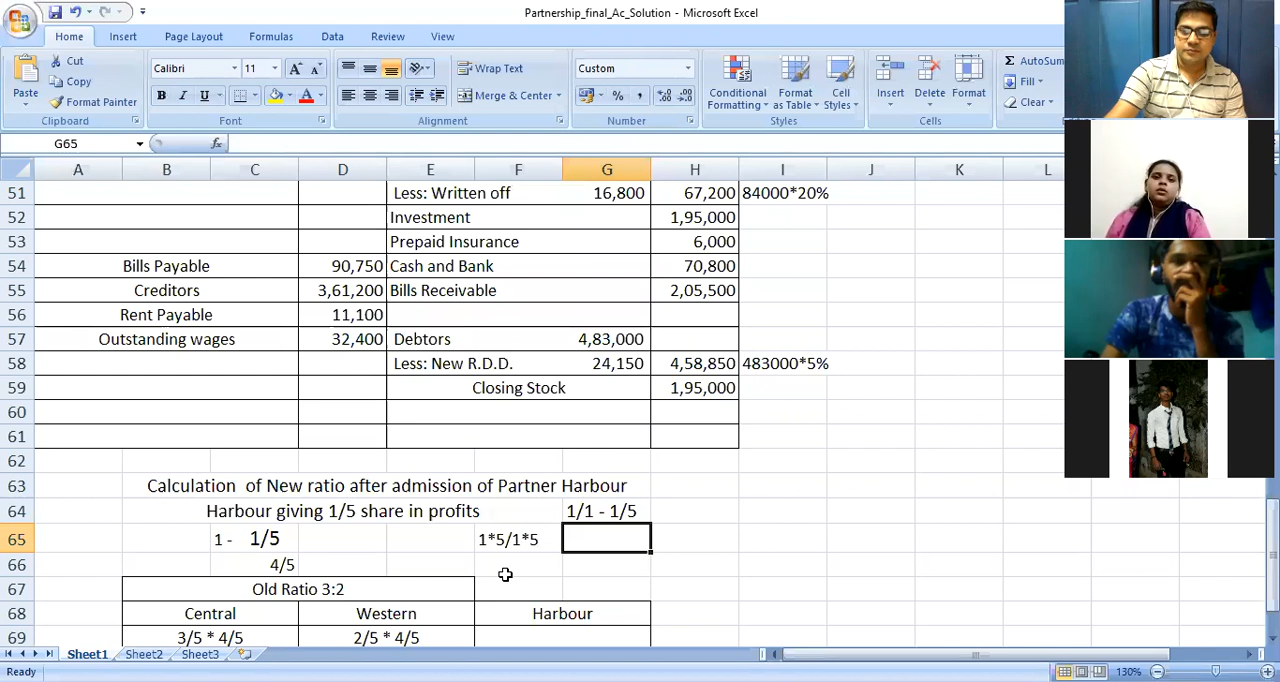 Partnership_final_Ac_Solution - Microsoft Excel
Home Insert Page Layout Formulas Data Review View
Cut Calibri 11 Wrap Text Custom AutoSum
Copy Fill
Paste Format Painter B I U Merge & Center % , Conditional Formatting Format as Table Cell Styles Insert Delete Format Clear
Clipboard Font Alignment Number Styles Cells
G65 fx
A B C D E F G H I J K L
51 Less: Written off 16,800 67,200 84000*20%
52 Investment 1,95,000
53 Prepaid Insurance 6,000
54 Bills Payable 90,750 Cash and Bank 70,800
55 Creditors 3,61,200 Bills Receivable 2,05,500
56 Rent Payable 11,100
57 Outstanding wages 32,400 Debtors 4,83,000
58 Less: New R.D.D. 24,150 4,58,850 483000*5%
59 Closing Stock 1,95,000
60
61
62
63 Calculation of New ratio after admission of Partner Harbour
64 Harbour giving 1/5 share in profits 1/1 - 1/5
65 1 - 1/5 1*5/1*5
66 4/5
67 Old Ratio 3:2
68 Central Western Harbour
69 3/5 * 4/5 2/5 * 4/5
Sheet1 Sheet2 Sheet3
Ready 130%